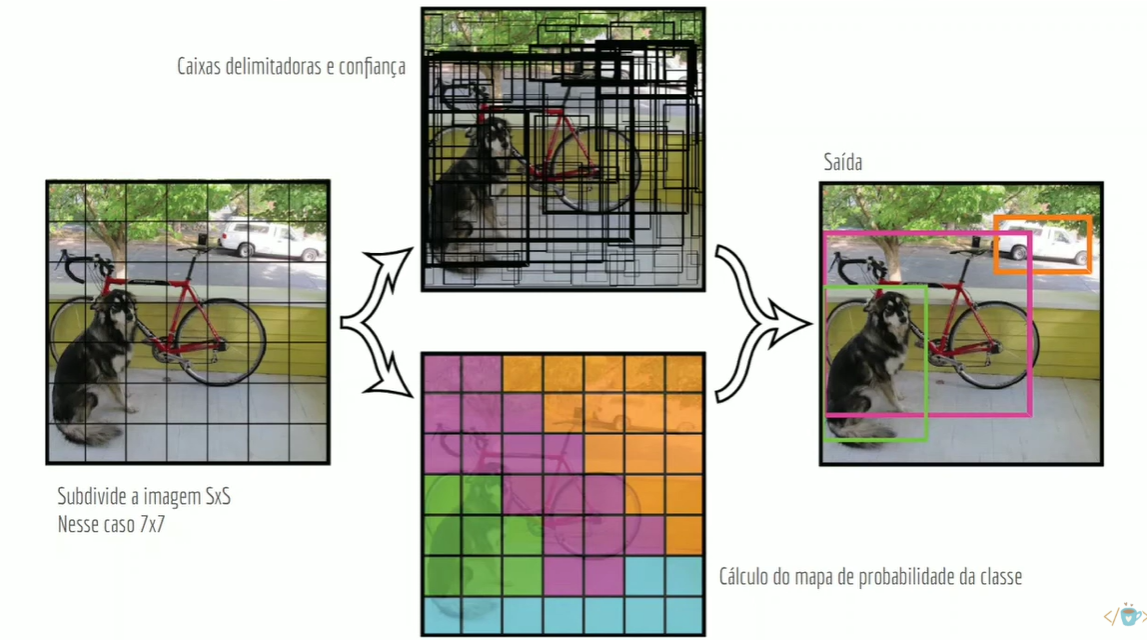 Caixas delimitadoras e confiança
Saída
Subdivide a imagem SxS
Nesse caso 7x7
Cálculo do mapa de probabilidade da classe